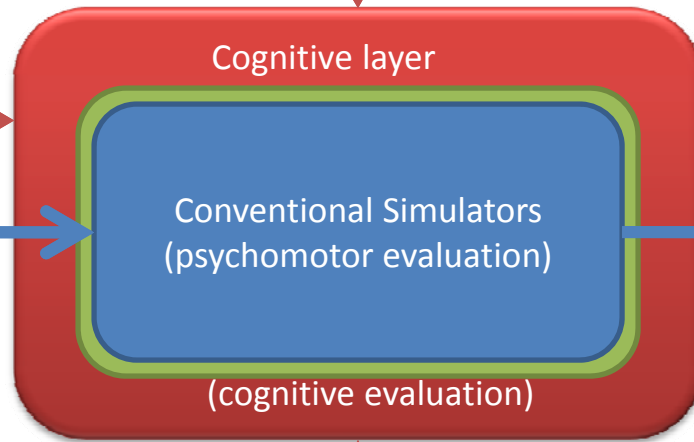 Cognitive layer
Conventional Simulators
(psychomotor evaluation)
(cognitive evaluation)